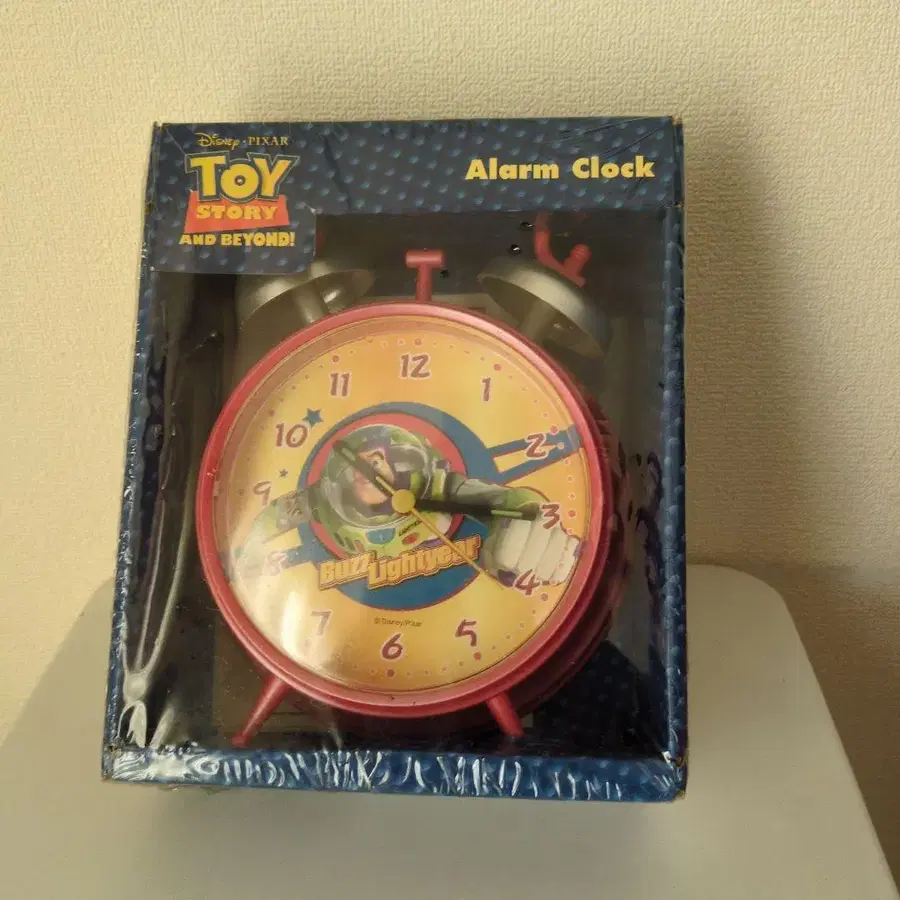 Disney · PIXAR
TOY
STORY
AND BEYOND!
Alarm Clock
12
11
1
10
2
9
3
8
4
7
5
6
Buzz Lightyear
© Disney/Pixar